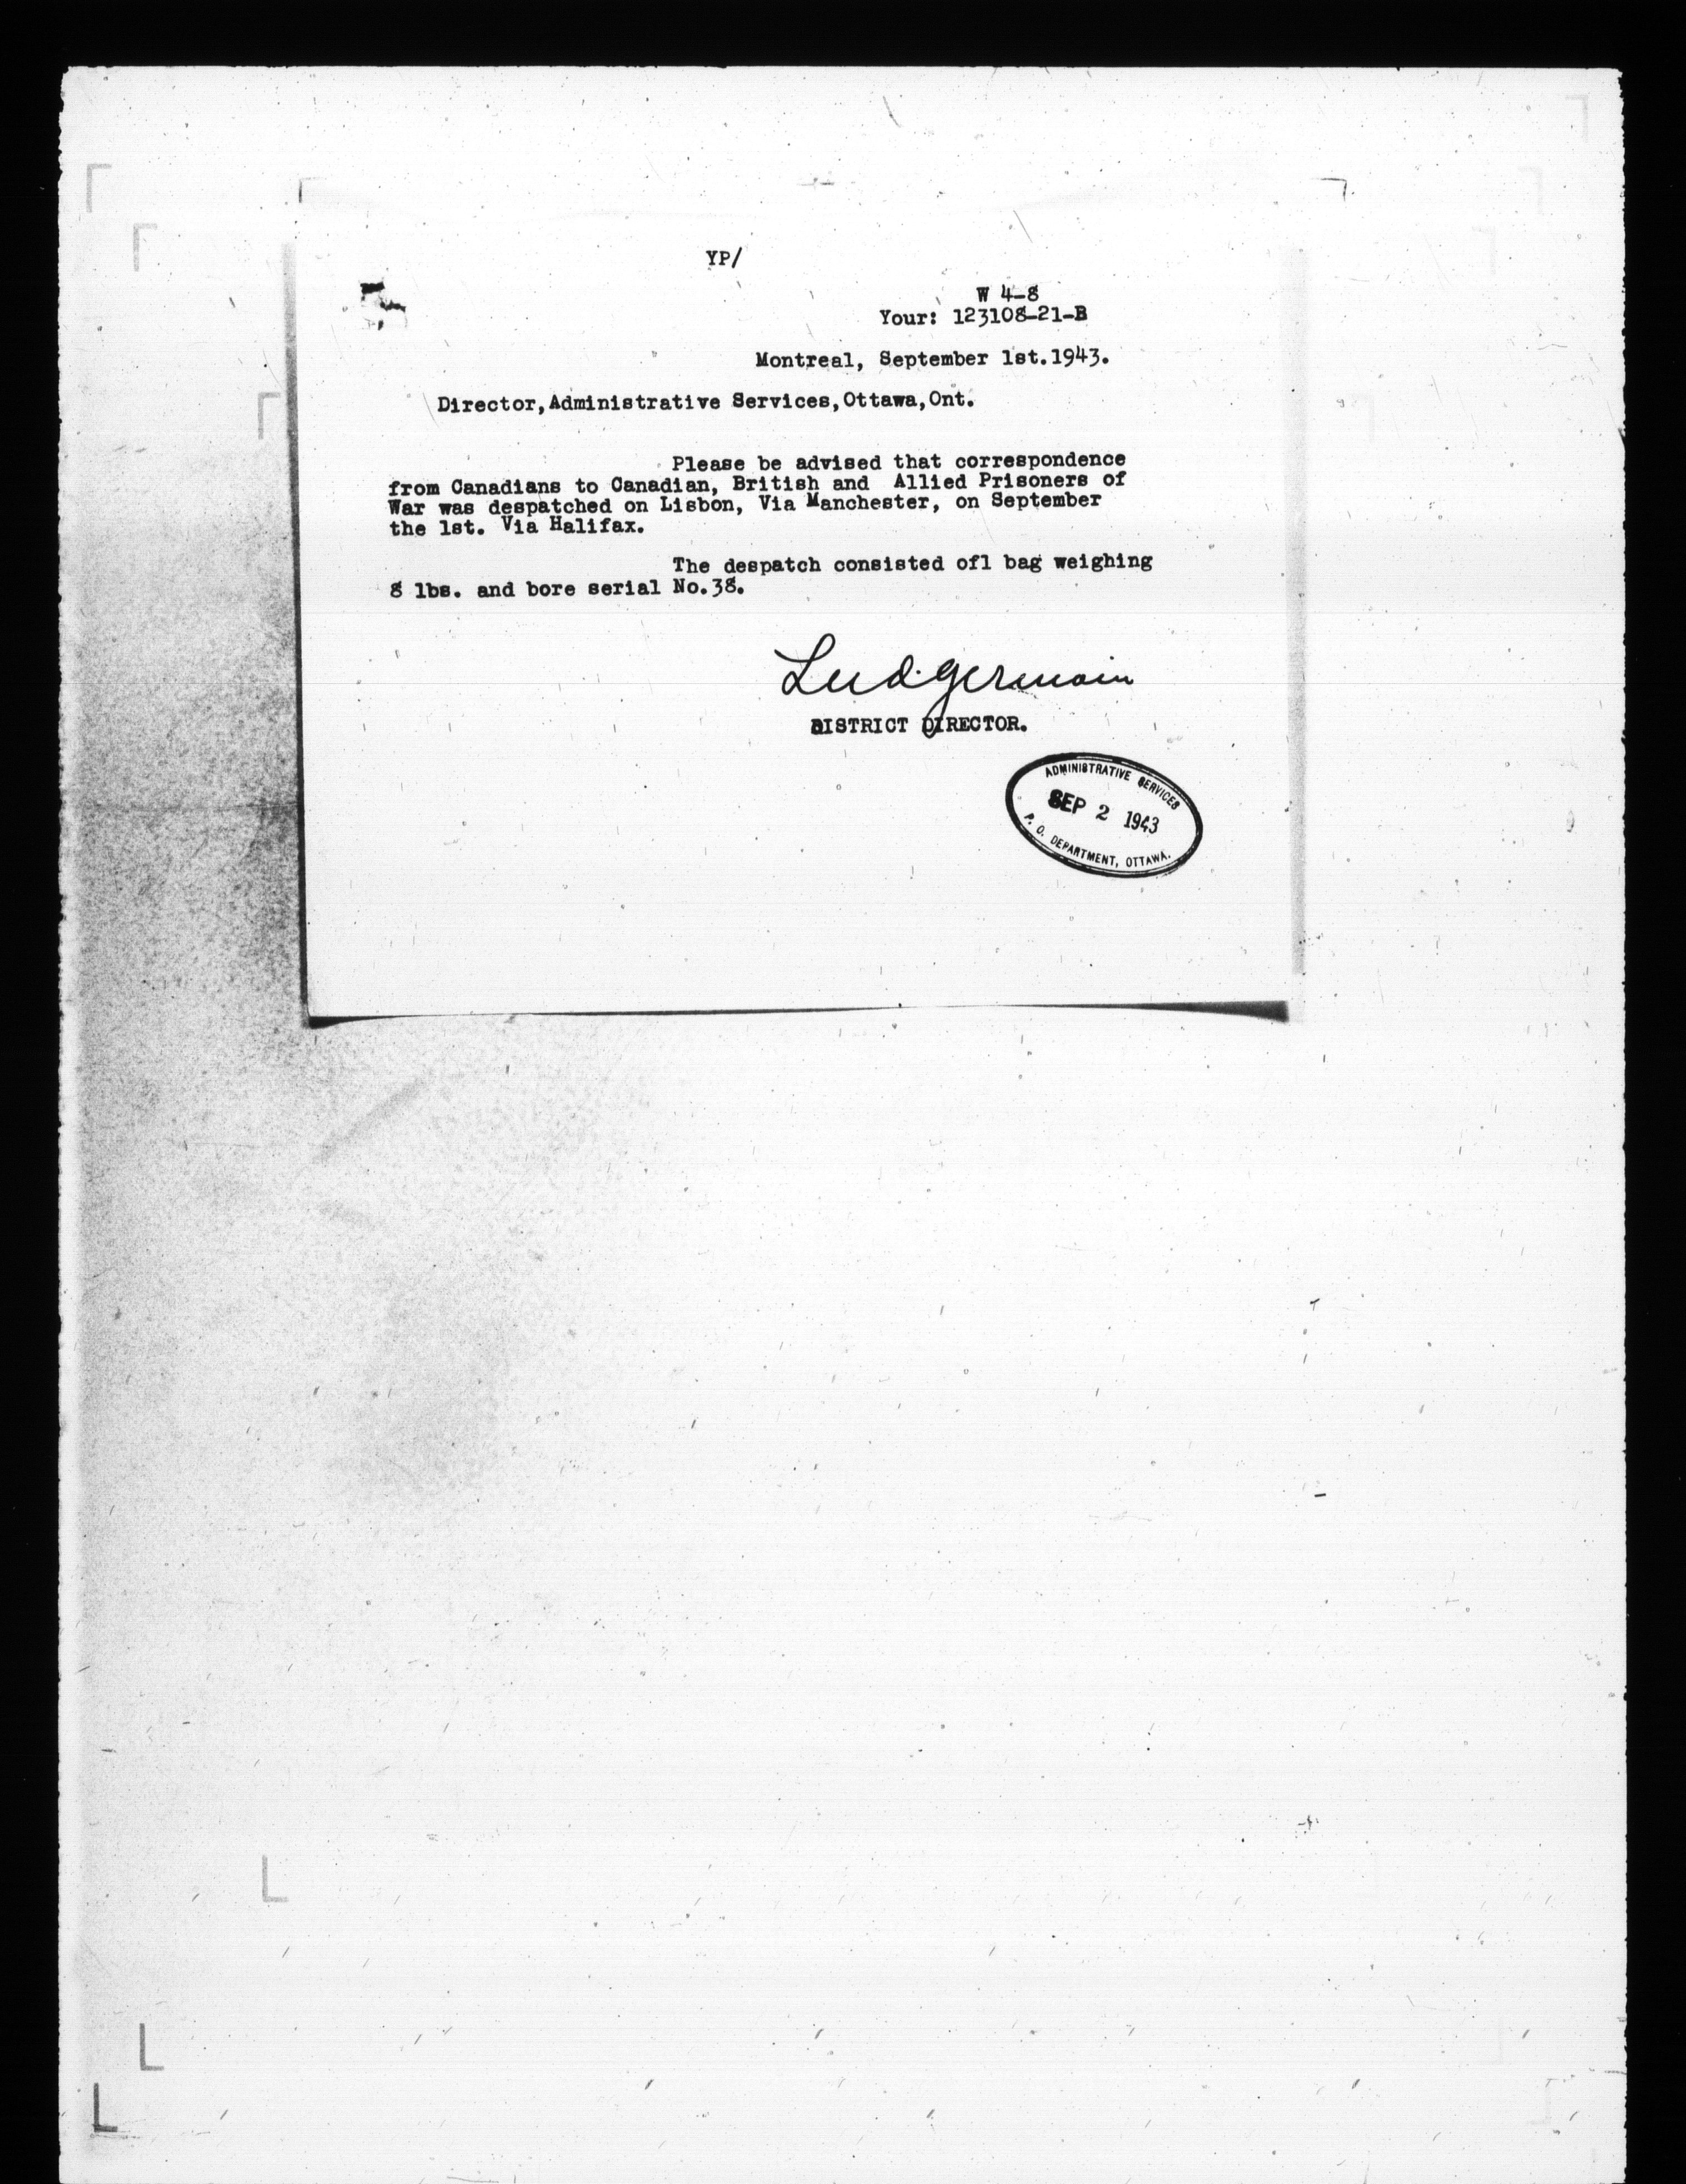 YP/
W 4-8
Your: 123108-21-B
Montreal, September 1st.1943.
Director,Administrative Services,Ottawa,Ont.
Please be advised that correspondence
from Canadians to Canadian, British and Allied Prisoners of
War was despatched on Lisbon, Via Manchester, on September
the 1st. Via Halifax.
The despatch consisted of1 bag weighing
8 lbs. and bore serial No.38.
Lud.germain
DISTRICT DIRECTOR.
ADMINISTRATIVE SERVICES
SEP 2 1943
P. O. DEPARTMENT, OTTAWA.